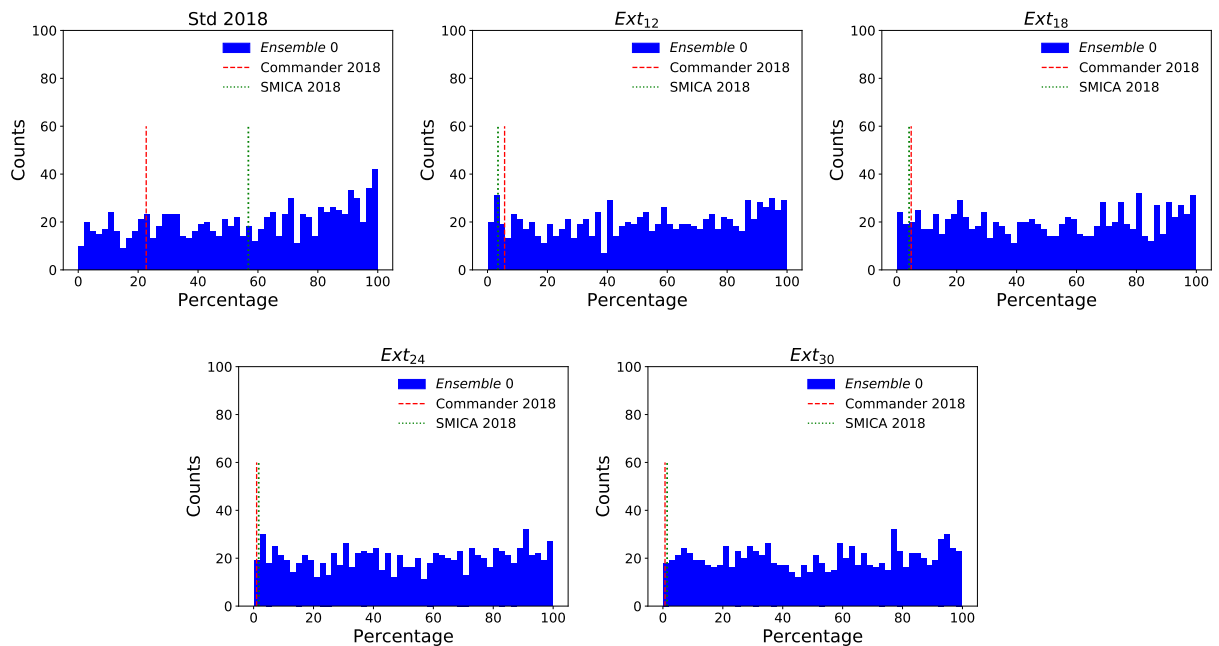 Std 2018
Counts
100
80
60
40
20
0
Ensemble 0
Commander 2018
SMICA 2018
0 20 40 60 80 100
Percentage
Ext12
Counts
100
80
60
40
20
0
Ensemble 0
Commander 2018
SMICA 2018
0 20 40 60 80 100
Percentage
Ext18
Counts
100
80
60
40
20
0
Ensemble 0
Commander 2018
SMICA 2018
0 20 40 60 80 100
Percentage
Ext24
Counts
100
80
60
40
20
0
Ensemble 0
Commander 2018
SMICA 2018
0 20 40 60 80 100
Percentage
Ext30
Counts
100
80
60
40
20
0
Ensemble 0
Commander 2018
SMICA 2018
0 20 40 60 80 100
Percentage